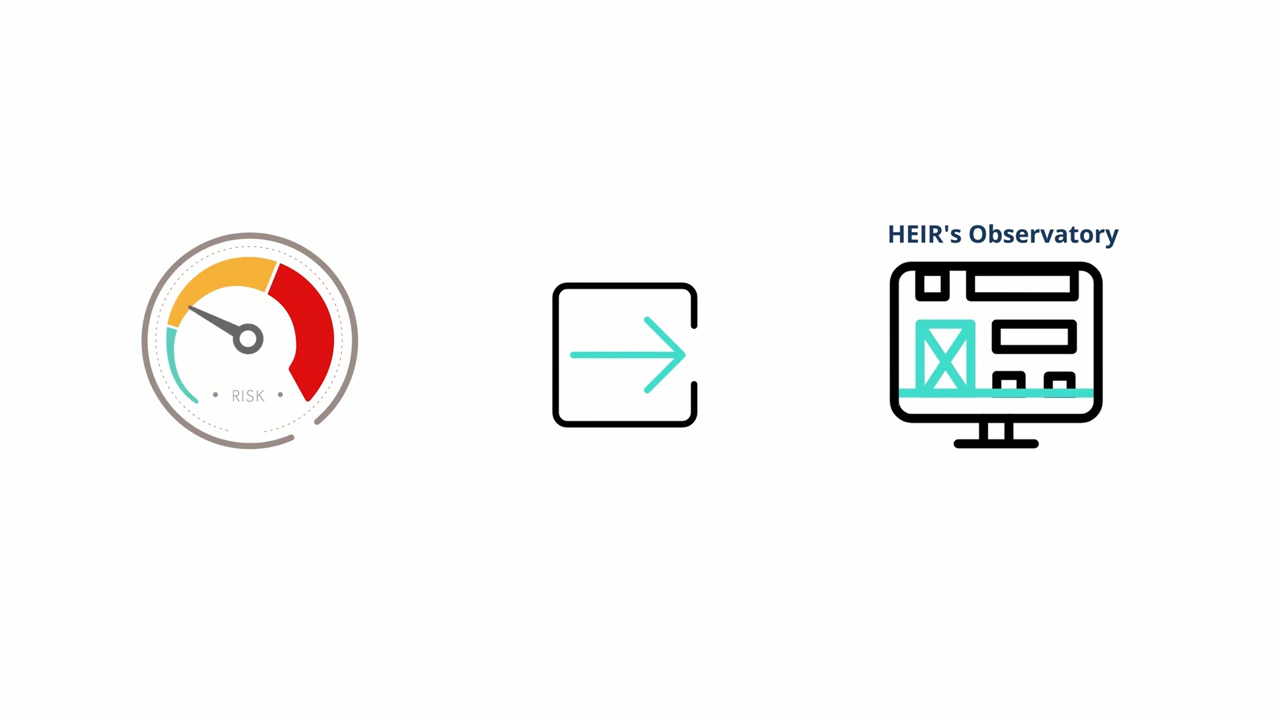 HEIR's Observatory
• RISK •